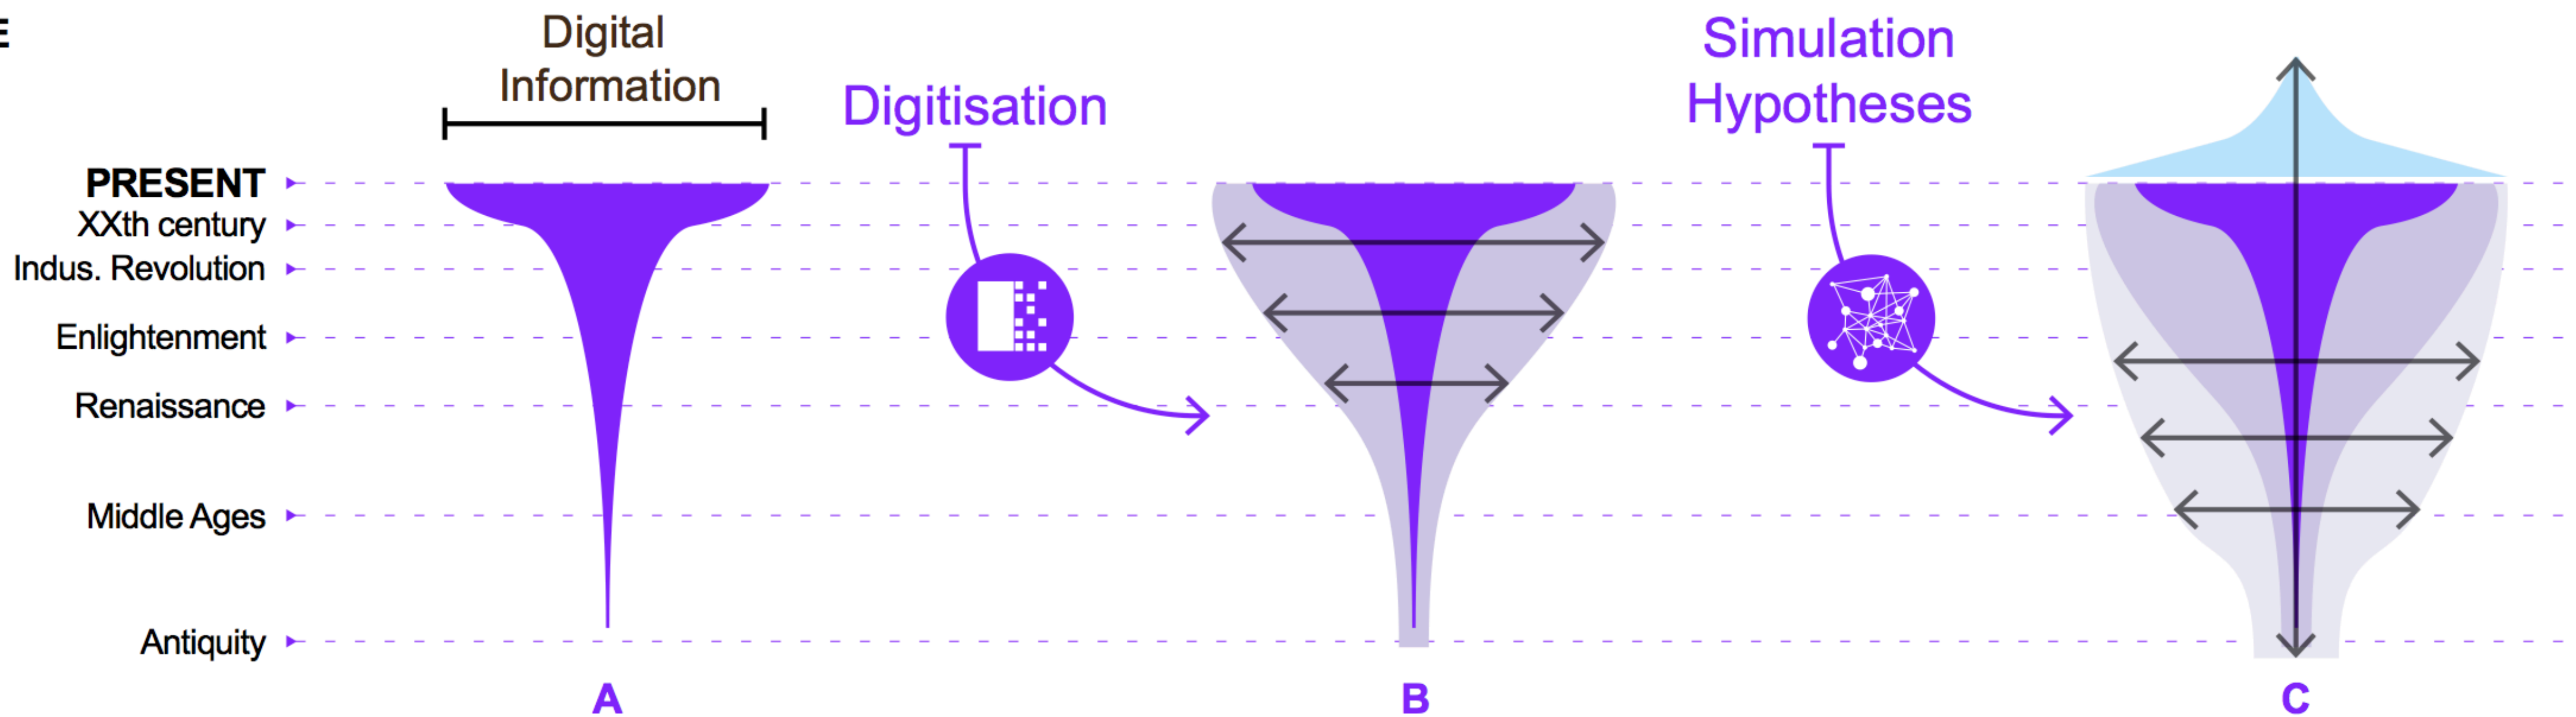 E
Digital
Information
Digitisation
Simulation
Hypotheses
PRESENT
XXth century
Indus. Revolution
Enlightenment
Renaissance
Middle Ages
Antiquity
A
B
C